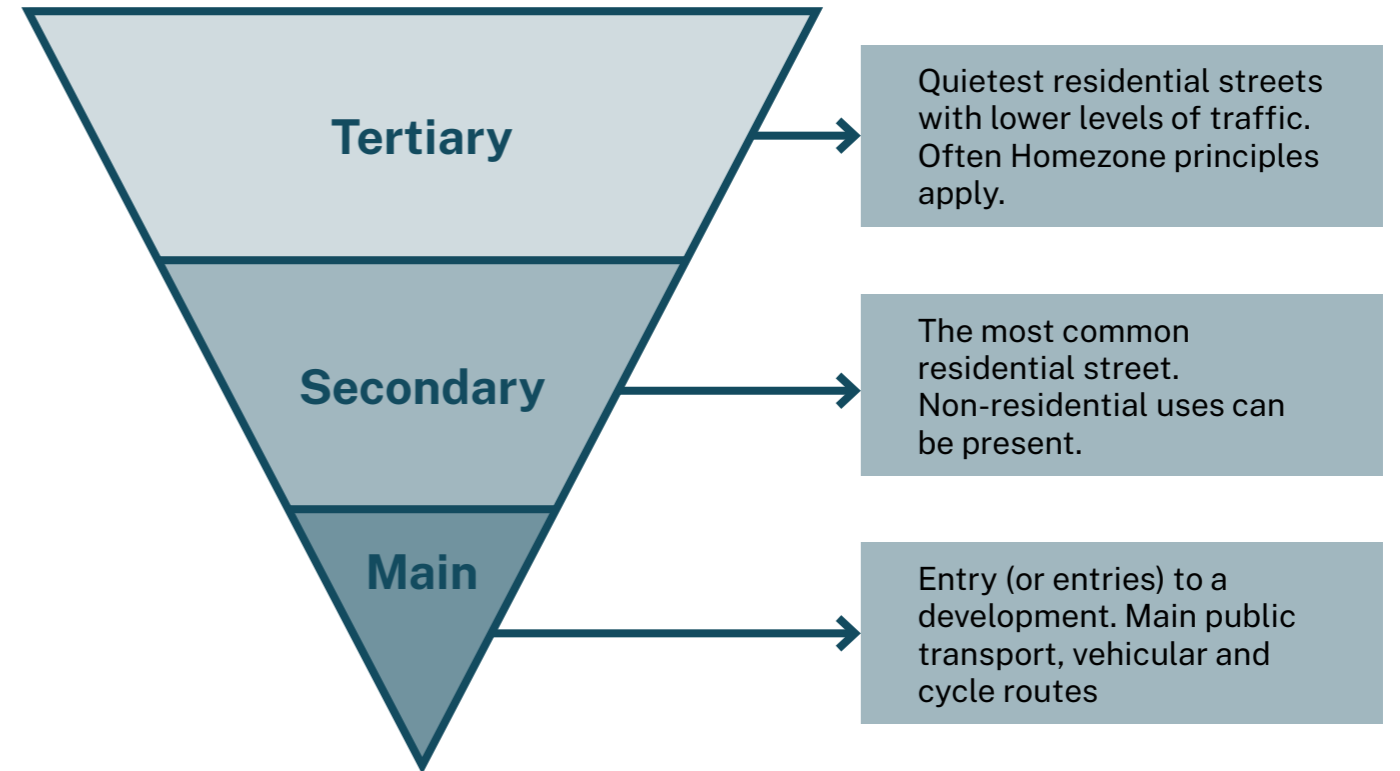 Tertiary
Quietest residential streets
with lower levels of traffic.
Often Homezone principles
apply.
Secondary
The most common
residential street.
Non-residential uses can
be present.
Main
Entry (or entries) to a
development. Main public
transport, vehicular and
cycle routes